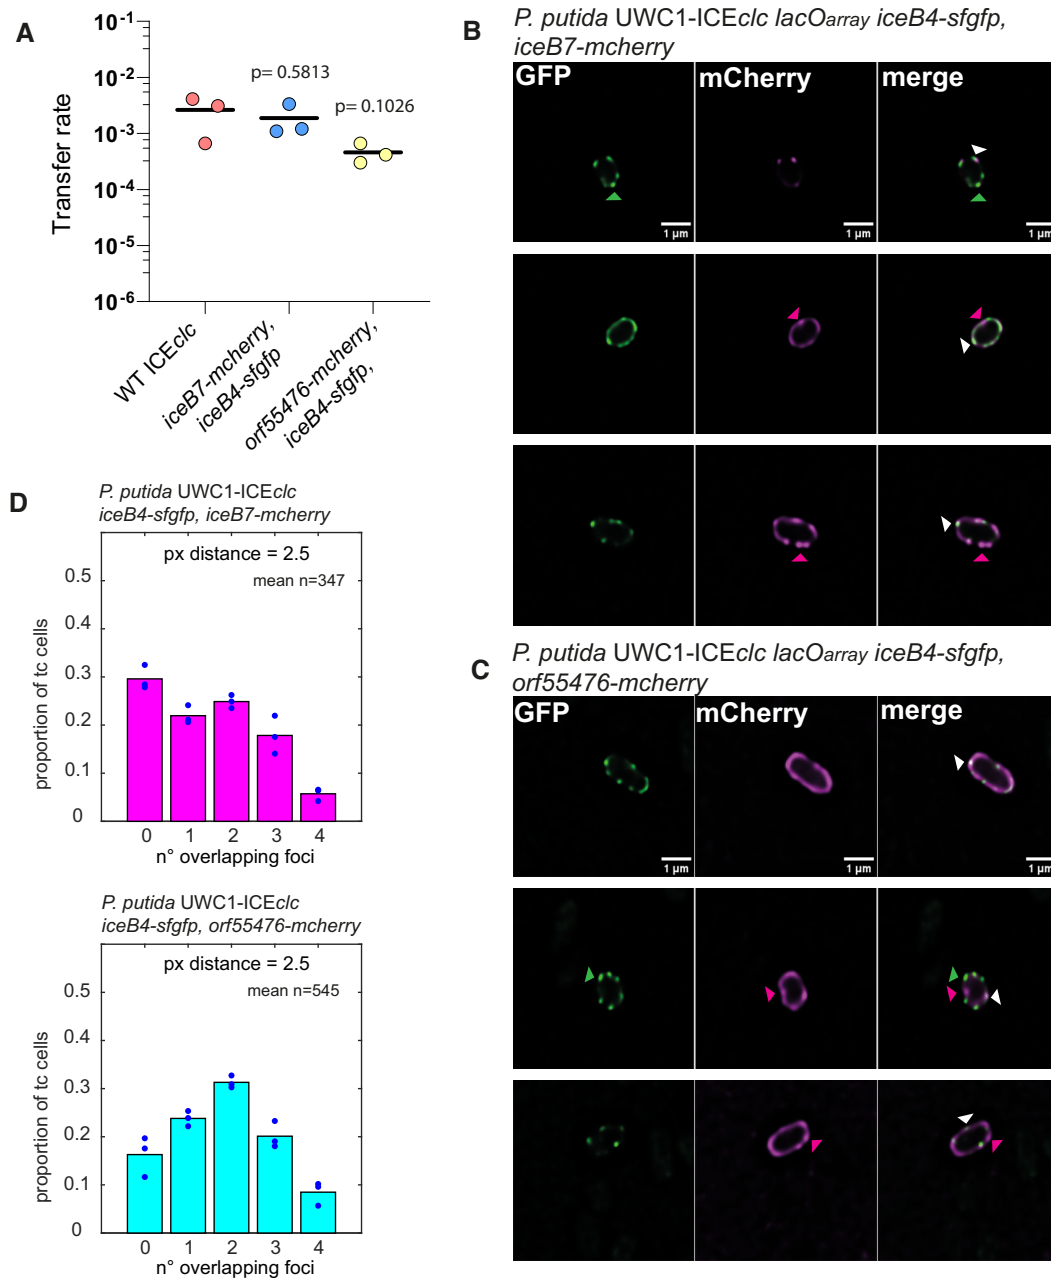 A
10-1
10-2
10-3
10-4
10-5
10-6
Transfer rate
p= 0.5813
p= 0.1026
WT ICEclc
iceB7-mcherry,
iceB4-sfgfp
orf55476-mcherry,
iceB4-sfgfp,
B
P. putida UWC1-ICEclc lacOarray iceB4-sfgfp,
iceB7-mcherry
GFP
mCherry
merge
1 µm
1 µm
1 µm
C
P. putida UWC1-ICEclc lacOarray iceB4-sfgfp,
orf55476-mcherry
GFP
mCherry
merge
1 µm
1 µm
1 µm
D
P. putida UWC1-ICEclc
iceB4-sfgfp, iceB7-mcherry
px distance = 2.5
mean n=347
0.5
0.4
0.3
0.2
0.1
0
proportion of tc cells
0 1 2 3 4
n° overlapping foci
P. putida UWC1-ICEclc
iceB4-sfgfp, orf55476-mcherry
px distance = 2.5
mean n=545
0.5
0.4
0.3
0.2
0.1
0
proportion of tc cells
0 1 2 3 4
n° overlapping foci